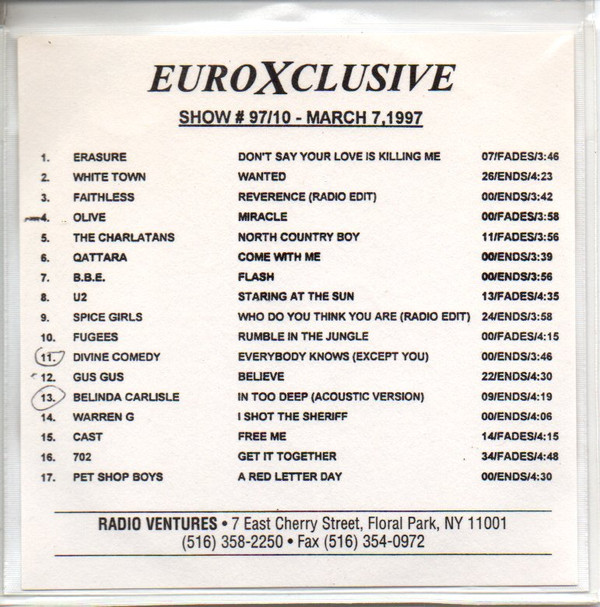 EUROXCLUSIVE
SHOW # 97/10 - MARCH 7,1997
1. ERASURE DON'T SAY YOUR LOVE IS KILLING ME 07/FADES/3:46
2. WHITE TOWN WANTED 26/ENDS/4:23
3. FAITHLESS REVERENCE (RADIO EDIT) 00/ENDS/3:42
4. OLIVE MIRACLE 00/FADES/3:58
5. THE CHARLATANS NORTH COUNTRY BOY 11/FADES/3:56
6. QATTARA COME WITH ME 00/ENDS/3:39
7. B.B.E. FLASH 00/ENDS/3:56
8. U2 STARING AT THE SUN 13/FADES/4:35
9. SPICE GIRLS WHO DO YOU THINK YOU ARE (RADIO EDIT) 24/ENDS/3:58
10. FUGEES RUMBLE IN THE JUNGLE 00/FADES/4:15
11. DIVINE COMEDY EVERYBODY KNOWS (EXCEPT YOU) 00/ENDS/3:46
12. GUS GUS BELIEVE 22/ENDS/4:30
13. BELINDA CARLISLE IN TOO DEEP (ACOUSTIC VERSION) 09/ENDS/4:19
14. WARREN G I SHOT THE SHERIFF 00/ENDS/4:06
15. CAST FREE ME 14/FADES/4:15
16. 702 GET IT TOGETHER 34/FADES/4:48
17. PET SHOP BOYS A RED LETTER DAY 00/ENDS/4:30
RADIO VENTURES • 7 East Cherry Street, Floral Park, NY 11001
(516) 358-2250 • Fax (516) 354-0972